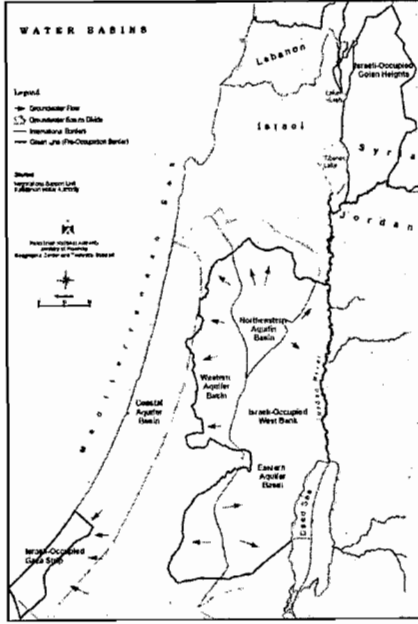 WATER BASINS
Legend
Groundwater Flow
Groundwater Basins Divide
International Borders
Green Line (Pre-Occupation Border)
Lebanon
Israeli-Occupied
Golan Heights
Israel
Syria
Tiberias
Lake
Jordan
Mediterranean Sea
Northeastern
Aquifer
Basin
Western
Aquifer
Basin
Coastal
Aquifer
Basin
Israeli-Occupied
West Bank
Jordan River
Eastern
Aquifer
Basin
Dead Sea
Israeli-Occupied
Gaza Strip